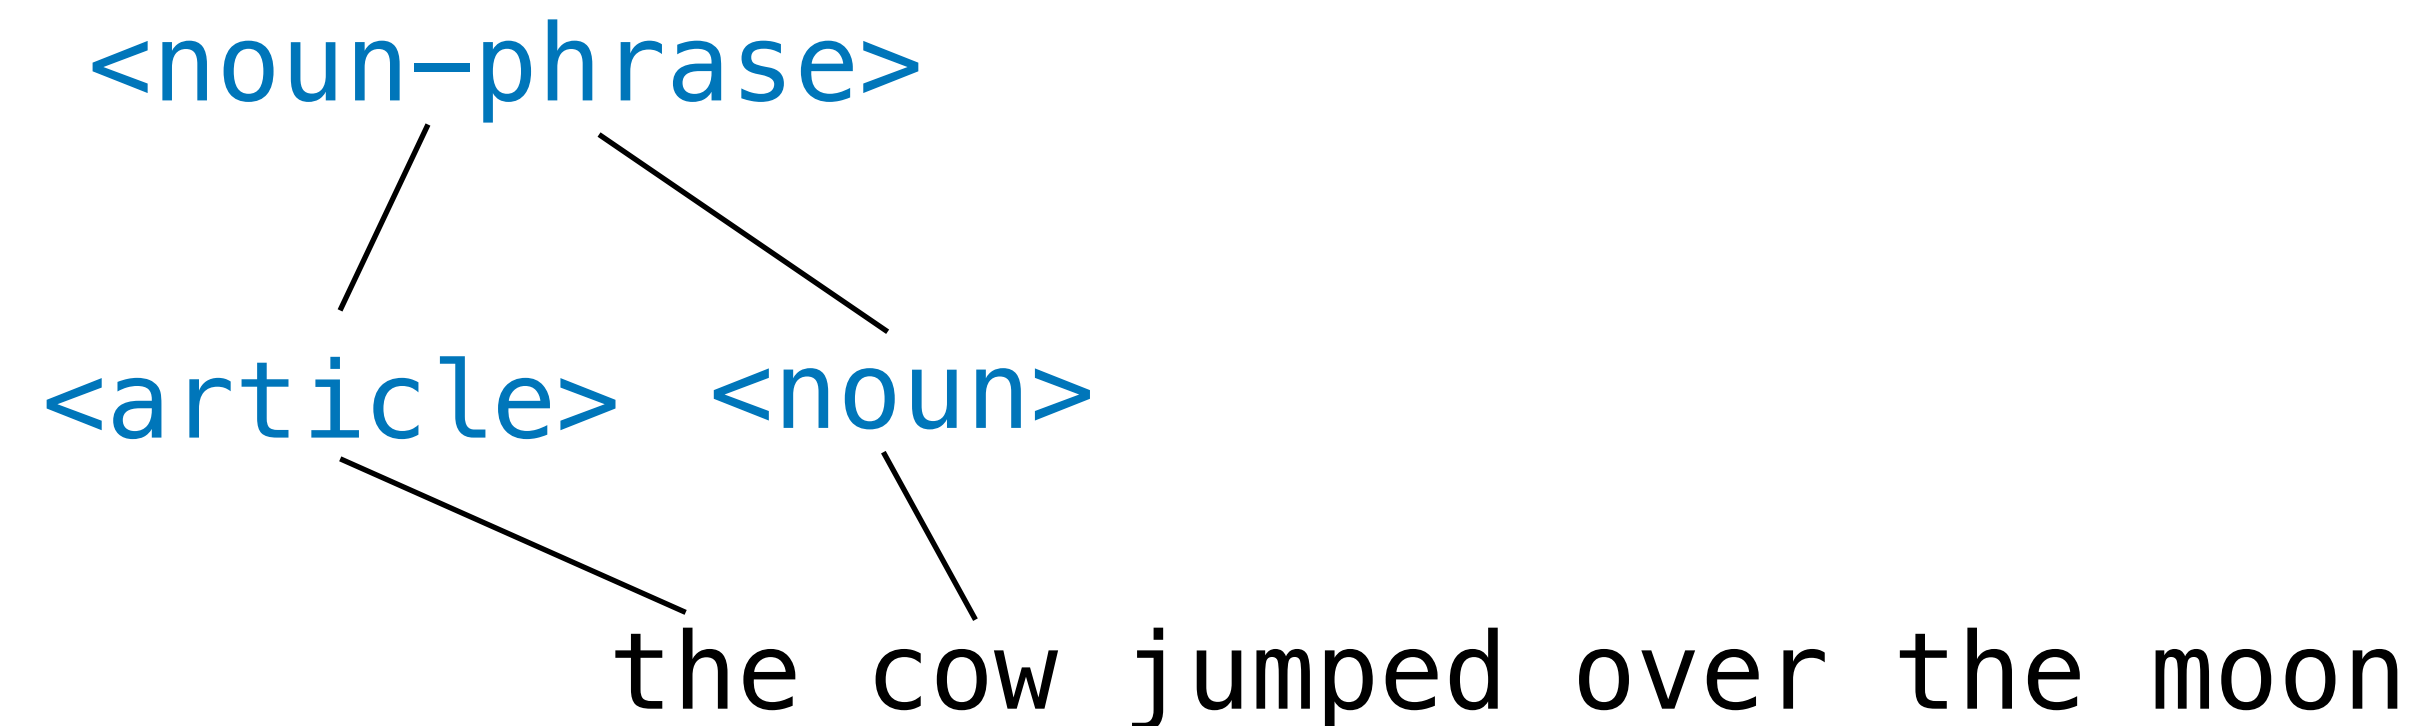 <noun-phrase>
<article> <noun>
the cow jumped over the moon